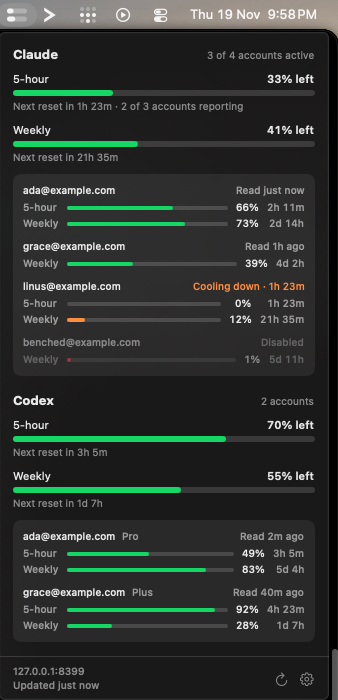 Thu 19 Nov 9:58 PM
Claude 3 of 4 accounts active
5-hour 33% left
Next reset in 1h 23m · 2 of 3 accounts reporting
Weekly 41% left
Next reset in 21h 35m
ada@example.com Read just now
5-hour 66% 2h 11m
Weekly 73% 2d 14h
grace@example.com Read 1h ago
Weekly 39% 4d 2h
linus@example.com Cooling down · 1h 23m
5-hour 0% 1h 23m
Weekly 12% 21h 35m
benched@example.com Disabled
Weekly 1% 5d 11h
Codex 2 accounts
5-hour 70% left
Next reset in 3h 5m
Weekly 55% left
Next reset in 1d 7h
ada@example.com Pro Read 2m ago
5-hour 49% 3h 5m
Weekly 83% 5d 4h
grace@example.com Plus Read 40m ago
5-hour 92% 4h 23m
Weekly 28% 1d 7h
127.0.0.1:8399
Updated just now